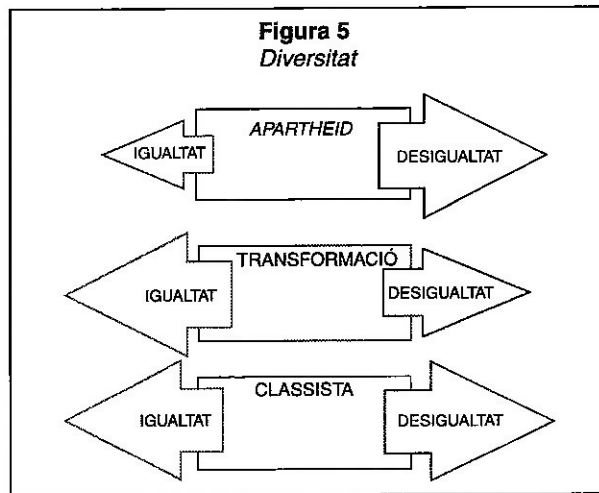 Figura 5
Diversitat
APARTHEID
IGUALTAT
DESIGUALTAT
TRANSFORMACIÓ
IGUALTAT
DESIGUALTAT
CLASSISTA
IGUALTAT
DESIGUALTAT